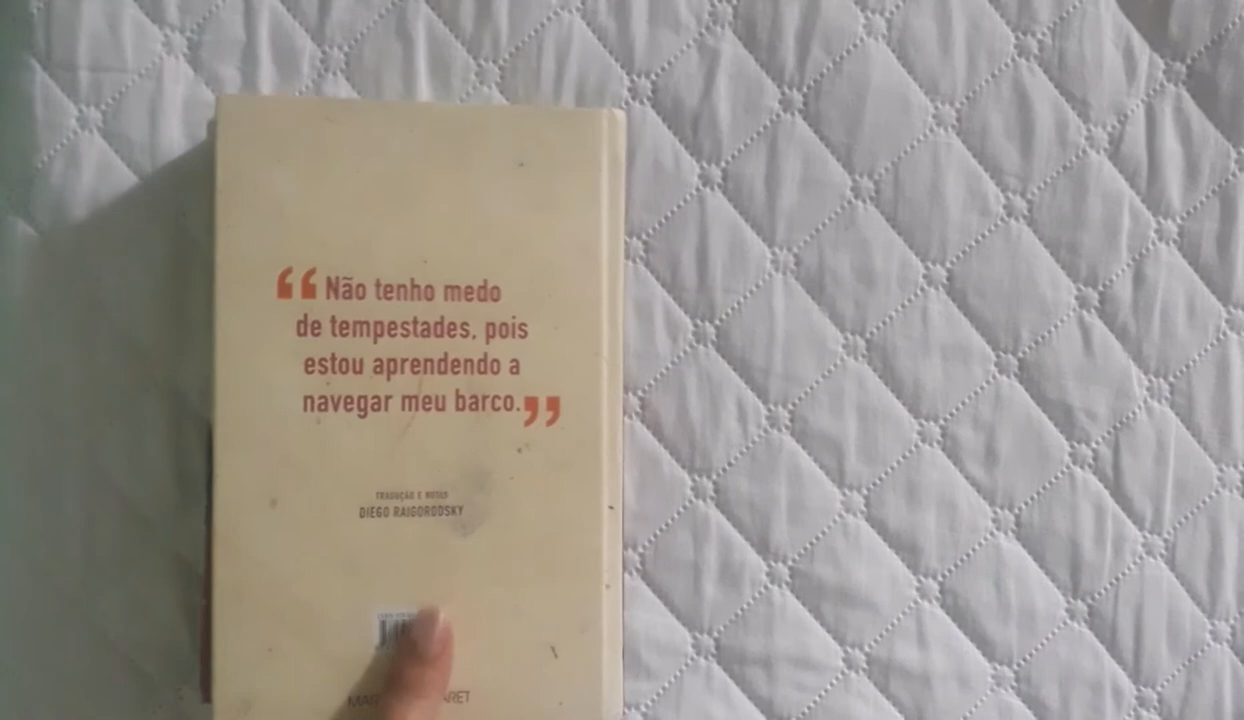 “Não tenho medo
de tempestades, pois
estou aprendendo a
navegar meu barco.”
TRADUÇÃO E NOTAS
DIEGO RAIGORODSKY